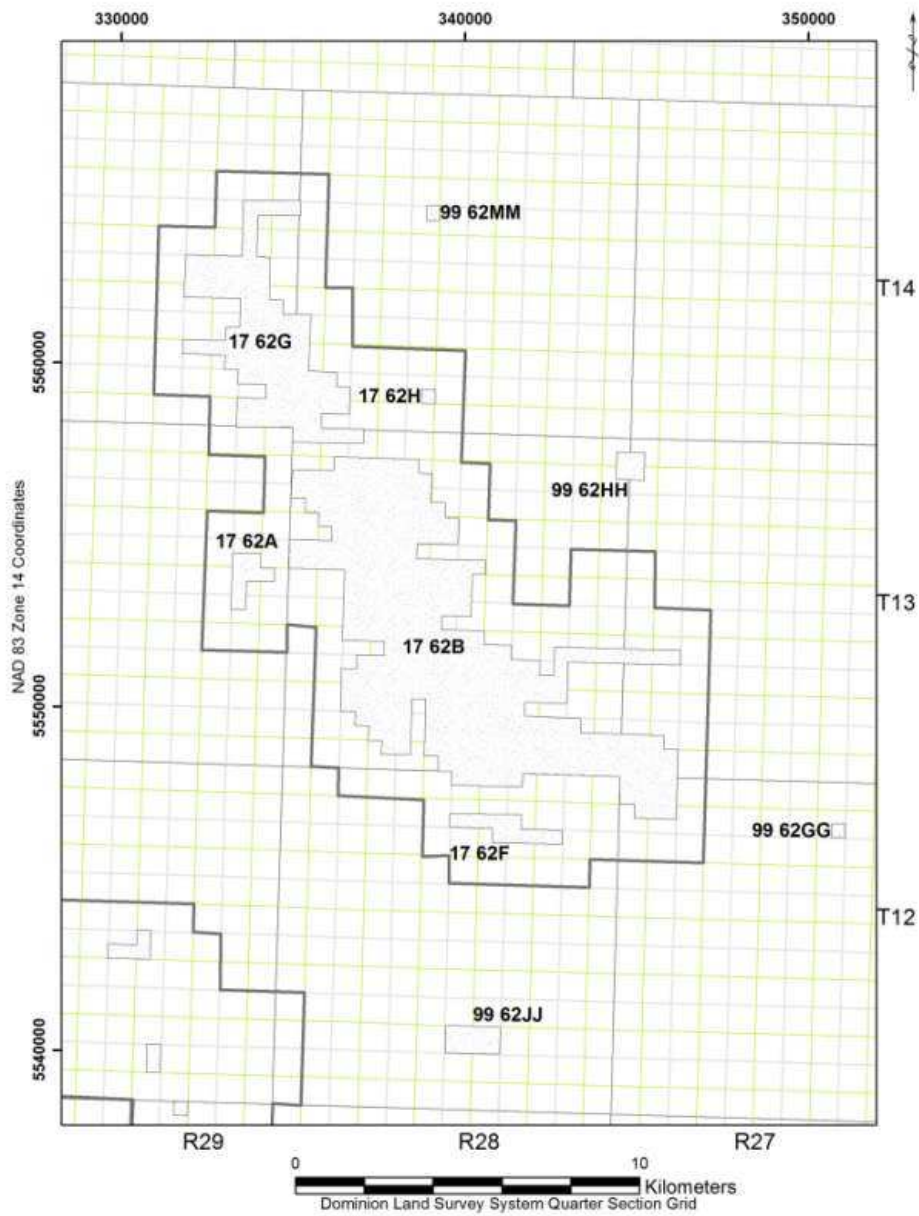 330000 340000 350000
99 62MM
T14
17 62G
5560000
17 62H
99 62HH
17 62A
T13
NAD 83 Zone 14 Coordinates
17 62B
5550000
99 62GG
17 62F
T12
99 62JJ
5540000
R29 R28 R27
0 10
Kilometers
Dominion Land Survey System Quarter Section Grid